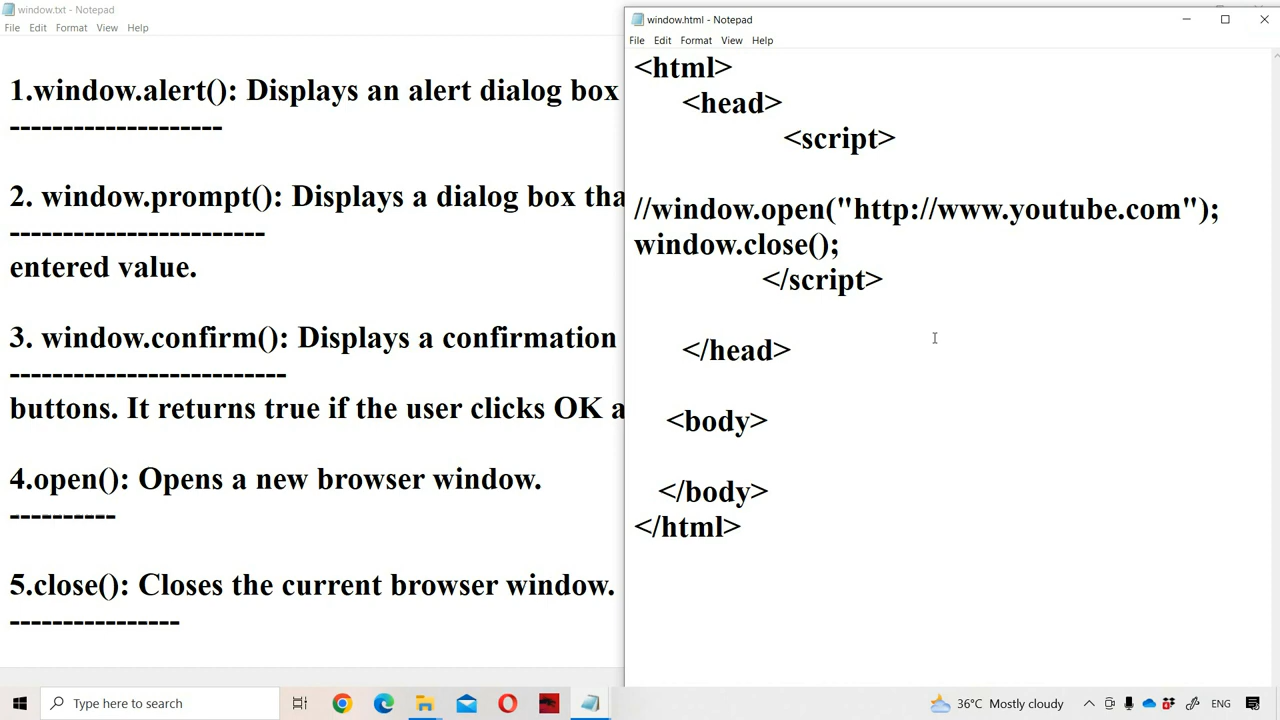 window.txt - Notepad
File Edit Format View Help
1.window.alert(): Displays an alert dialog box
--------------------
2. window.prompt(): Displays a dialog box tha
------------------------
entered value.
3. window.confirm(): Displays a confirmation
--------------------------
buttons. It returns true if the user clicks OK a
4.open(): Opens a new browser window.
----------
5.close(): Closes the current browser window.
----------------
window.html - Notepad
File Edit Format View Help
<html>
<head>
<script>
//window.open("http://www.youtube.com");
window.close();
</script>
</head>
<body>
</body>
</html>
Type here to search
36°C Mostly cloudy
ENG